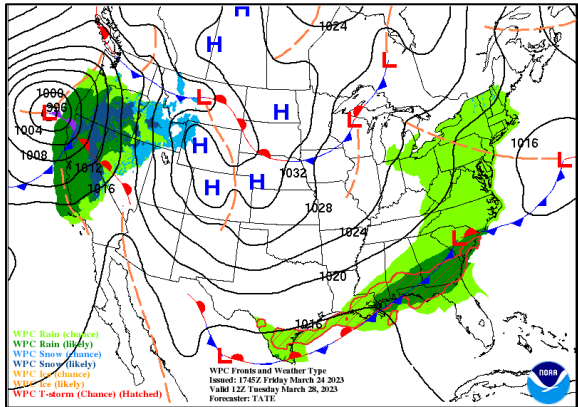 H
1024
H
L
L
1000
996
L
L
H
L
1004
1008
H
1016
L
1012
1032
H
H
1016
1028
1024
L
1020
1016
L
L
WPC Rain (chance)
WPC Rain (likely)
WPC Snow (chance)
WPC Snow (likely)
WPC Ice (chance)
WPC Ice (likely)
WPC T-storm (Chance) (Hatched)
WPC Fronts and Weather Type
Issued: 1745Z Friday March 24 2023
Valid 12Z Tuesday March 28, 2023
Forecaster: TATE
NOAA